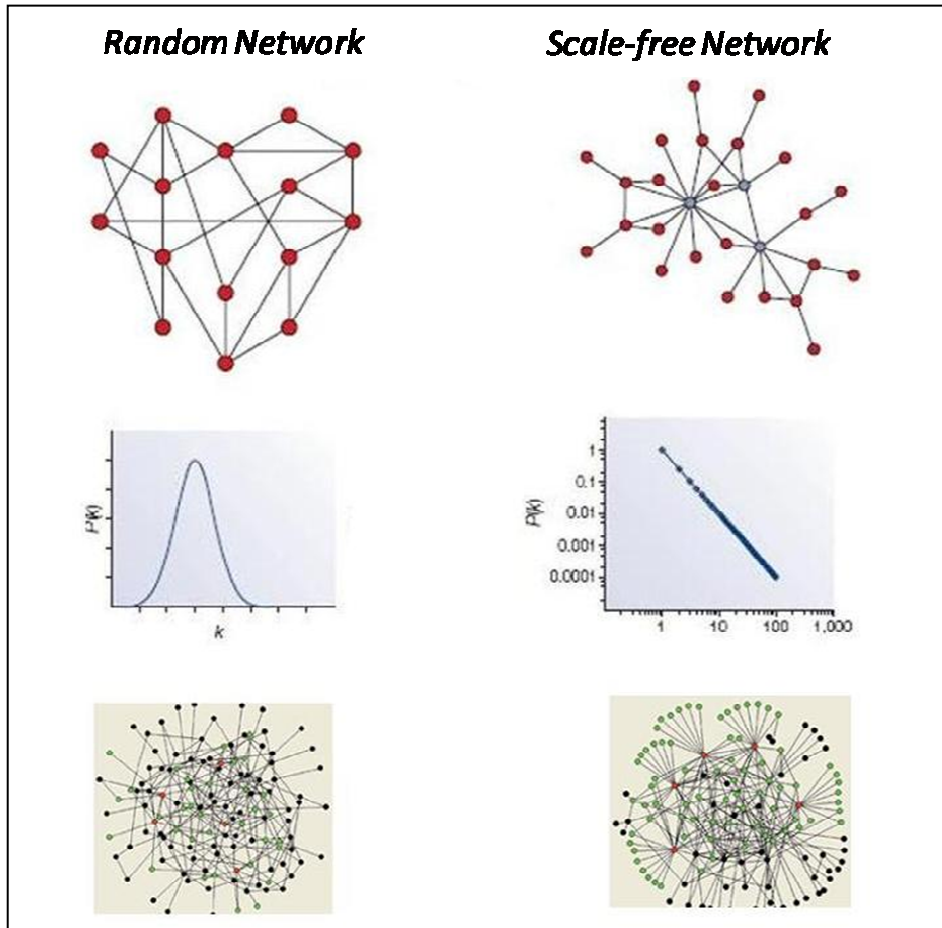 Random Network
Scale-free Network
P(k)
k
P(k)
1
0.1
0.01
0.001
0.0001
1 10 100 1,000